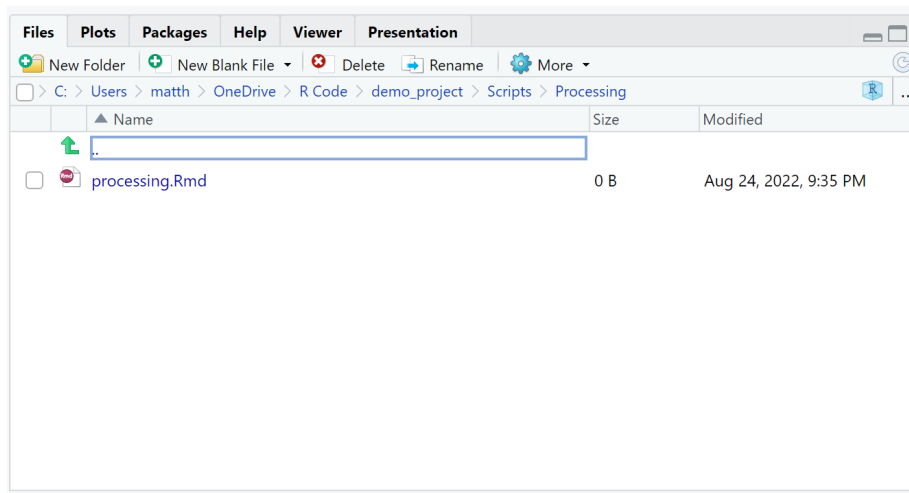 Files Plots Packages Help Viewer Presentation
New Folder New Blank File Delete Rename More
C: > Users > matth > OneDrive > R Code > demo_project > Scripts > Processing R ..
Name Size Modified
..
Rmd processing.Rmd 0 B Aug 24, 2022, 9:35 PM